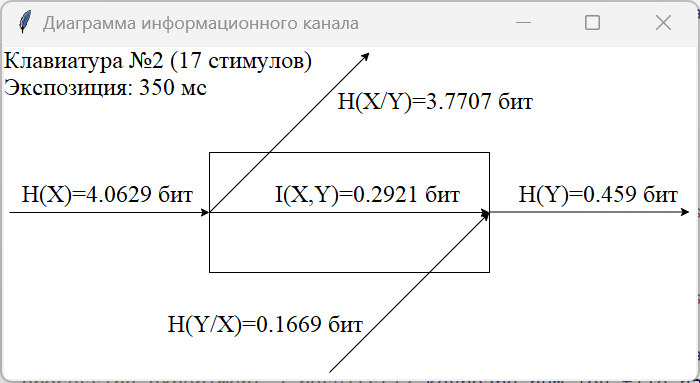 Диаграмма информационного канала
Клавиатура №2 (17 стимулов)
Экспозиция: 350 мс
H(X/Y)=3.7707 бит
H(X)=4.0629 бит
I(X,Y)=0.2921 бит
H(Y)=0.459 бит
H(Y/X)=0.1669 бит